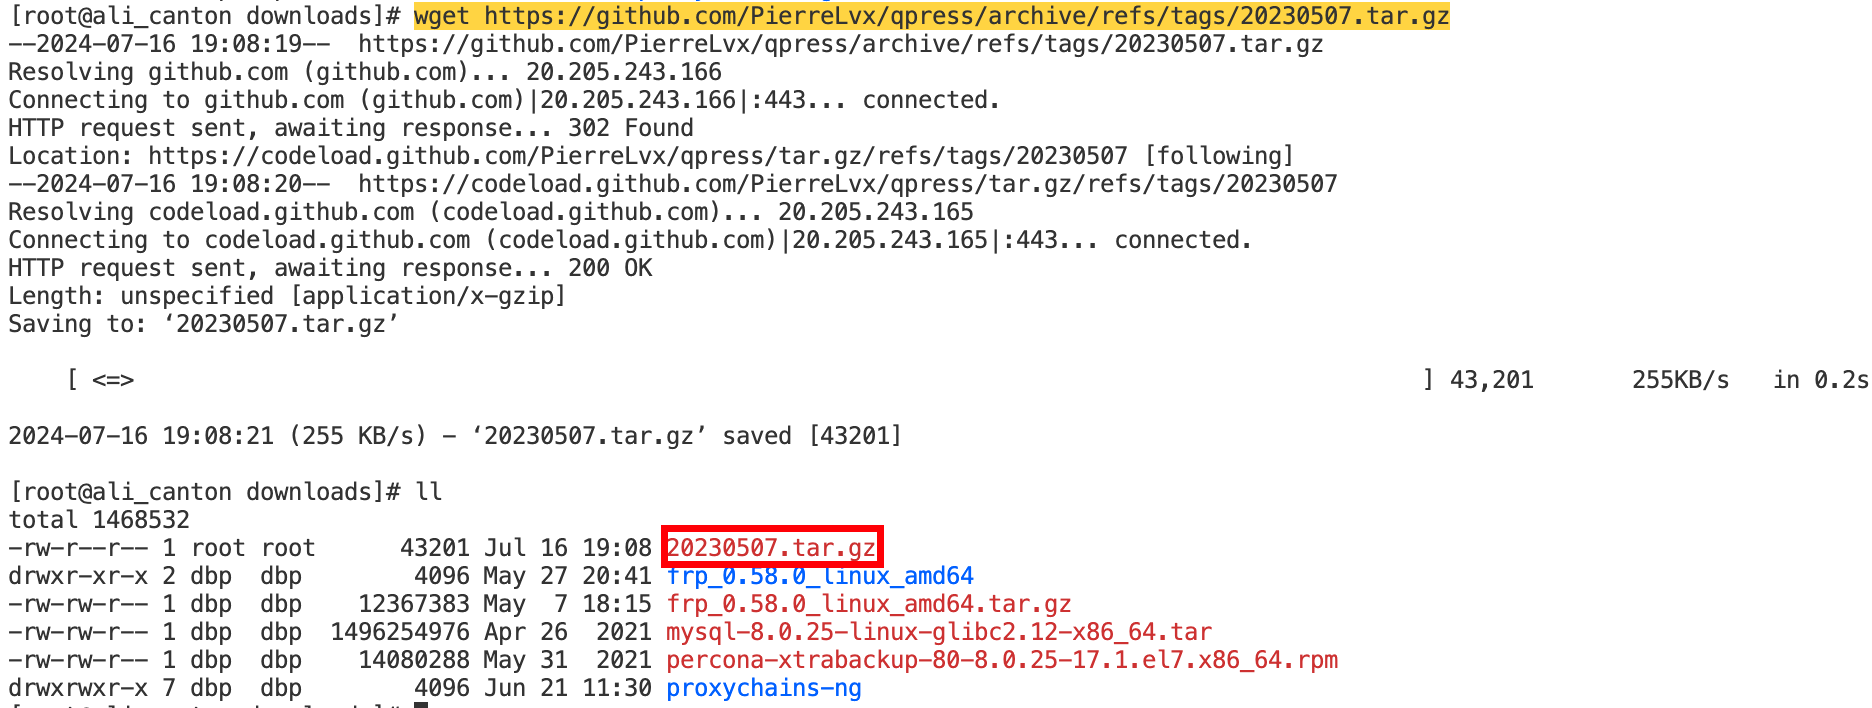 [root@ali_canton downloads]# wget https://github.com/PierreLvx/qpress/archive/refs/tags/20230507.tar.gz
--2024-07-16 19:08:19--  https://github.com/PierreLvx/qpress/archive/refs/tags/20230507.tar.gz
Resolving github.com (github.com)... 20.205.243.166
Connecting to github.com (github.com)|20.205.243.166|:443... connected.
HTTP request sent, awaiting response... 302 Found
Location: https://codeload.github.com/PierreLvx/qpress/tar.gz/refs/tags/20230507 [following]
--2024-07-16 19:08:20--  https://codeload.github.com/PierreLvx/qpress/tar.gz/refs/tags/20230507
Resolving codeload.github.com (codeload.github.com)... 20.205.243.165
Connecting to codeload.github.com (codeload.github.com)|20.205.243.165|:443... connected.
HTTP request sent, awaiting response... 200 OK
Length: unspecified [application/x-gzip]
Saving to: ‘20230507.tar.gz’
[ <=> ] 43,201 255KB/s in 0.2s
2024-07-16 19:08:21 (255 KB/s) - ‘20230507.tar.gz’ saved [43201]
[root@ali_canton downloads]# ll
total 1468532
-rw-r--r-- 1 root root      43201 Jul 16 19:08 20230507.tar.gz
drwxr-xr-x 2 dbp  dbp        4096 May 27 20:41 frp_0.58.0_linux_amd64
-rw-rw-r-- 1 dbp  dbp    12367383 May  7 18:15 frp_0.58.0_linux_amd64.tar.gz
-rw-rw-r-- 1 dbp  dbp  1496254976 Apr 26  2021 mysql-8.0.25-linux-glibc2.12-x86_64.tar
-rw-rw-r-- 1 dbp  dbp    14080288 May 31  2021 percona-xtrabackup-80-8.0.25-17.1.el7.x86_64.rpm
drwxrwxr-x 7 dbp  dbp        4096 Jun 21 11:30 proxychains-ng